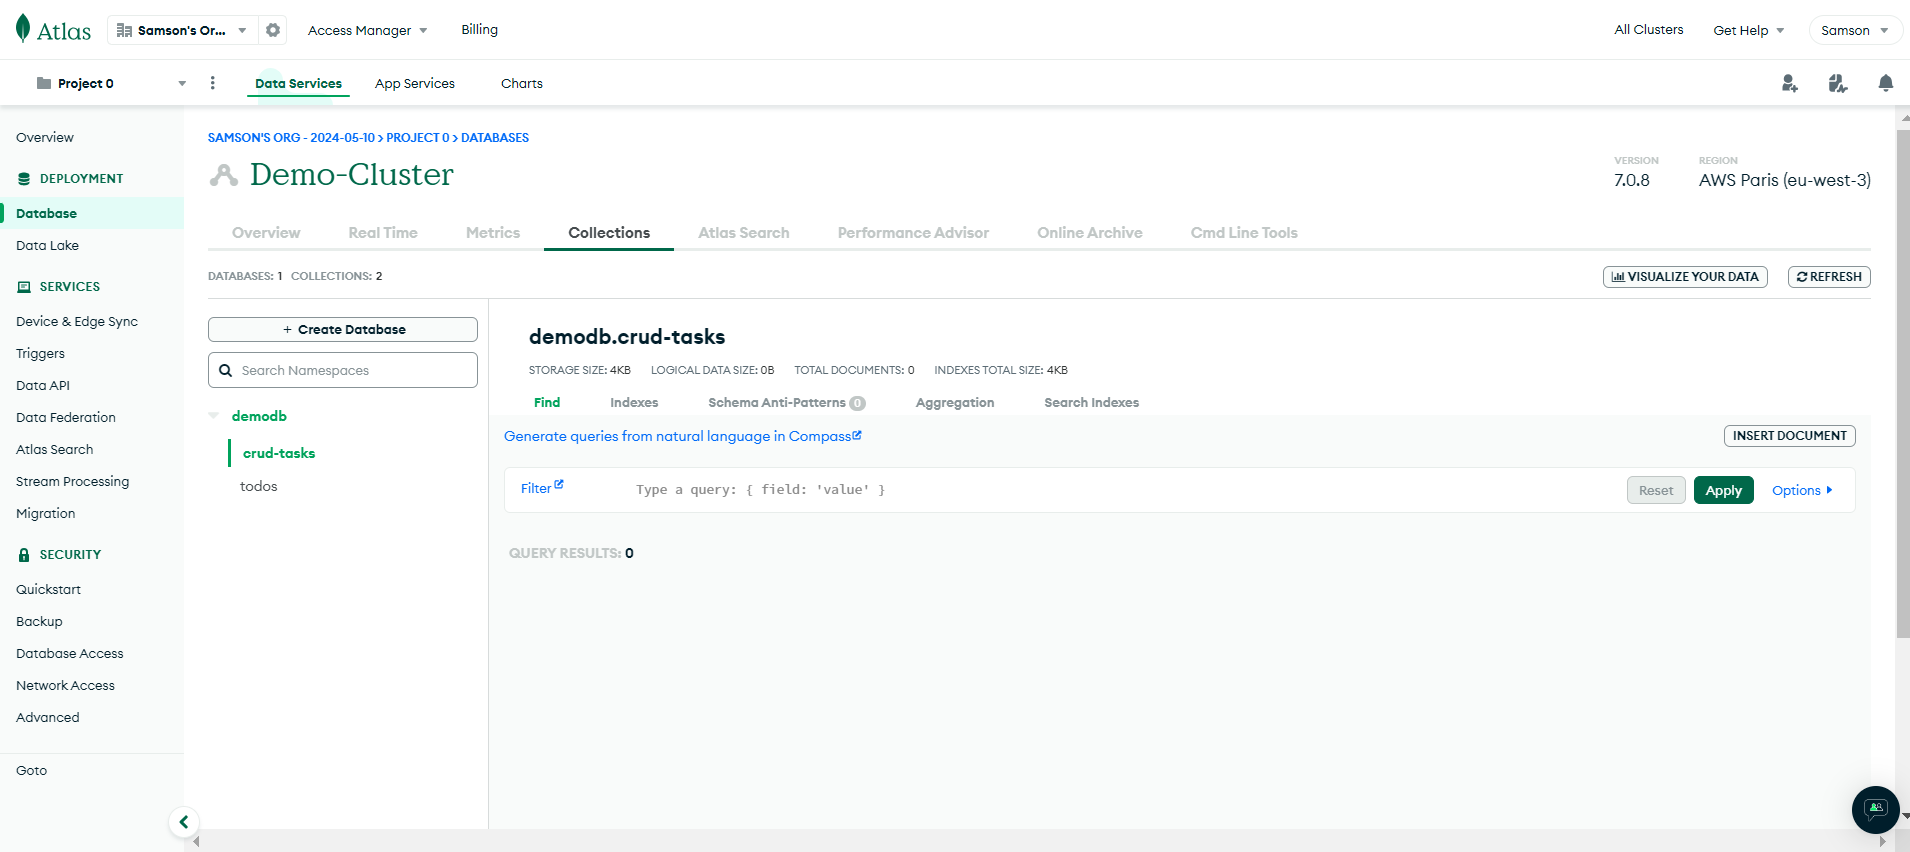 Atlas
Samson's Or...
Access Manager
Billing
All Clusters
Get Help
Samson
Project 0
Data Services
App Services
Charts
Overview
DEPLOYMENT
Database
Data Lake
SERVICES
Device & Edge Sync
Triggers
Data API
Data Federation
Atlas Search
Stream Processing
Migration
SECURITY
Quickstart
Backup
Database Access
Network Access
Advanced
Goto
SAMSON'S ORG - 2024-05-10 > PROJECT 0 > DATABASES
Demo-Cluster
VERSION
7.0.8
REGION
AWS Paris (eu-west-3)
Overview
Real Time
Metrics
Collections
Atlas Search
Performance Advisor
Online Archive
Cmd Line Tools
DATABASES: 1 COLLECTIONS: 2
VISUALIZE YOUR DATA
REFRESH
+ Create Database
Search Namespaces
demodb
crud-tasks
todos
demodb.crud-tasks
STORAGE SIZE: 4KB LOGICAL DATA SIZE: 0B TOTAL DOCUMENTS: 0 INDEXES TOTAL SIZE: 4KB
Find
Indexes
Schema Anti-Patterns 0
Aggregation
Search Indexes
Generate queries from natural language in Compass
INSERT DOCUMENT
Filter
Type a query: { field: 'value' }
Reset
Apply
Options
QUERY RESULTS: 0